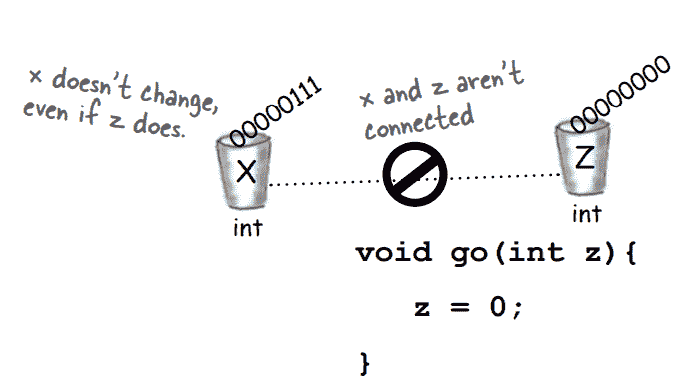 x doesn't change,
even if z does.
00000111
X
int
x and z aren't
connected
00000000
Z
int
void go(int z){
z = 0;
}